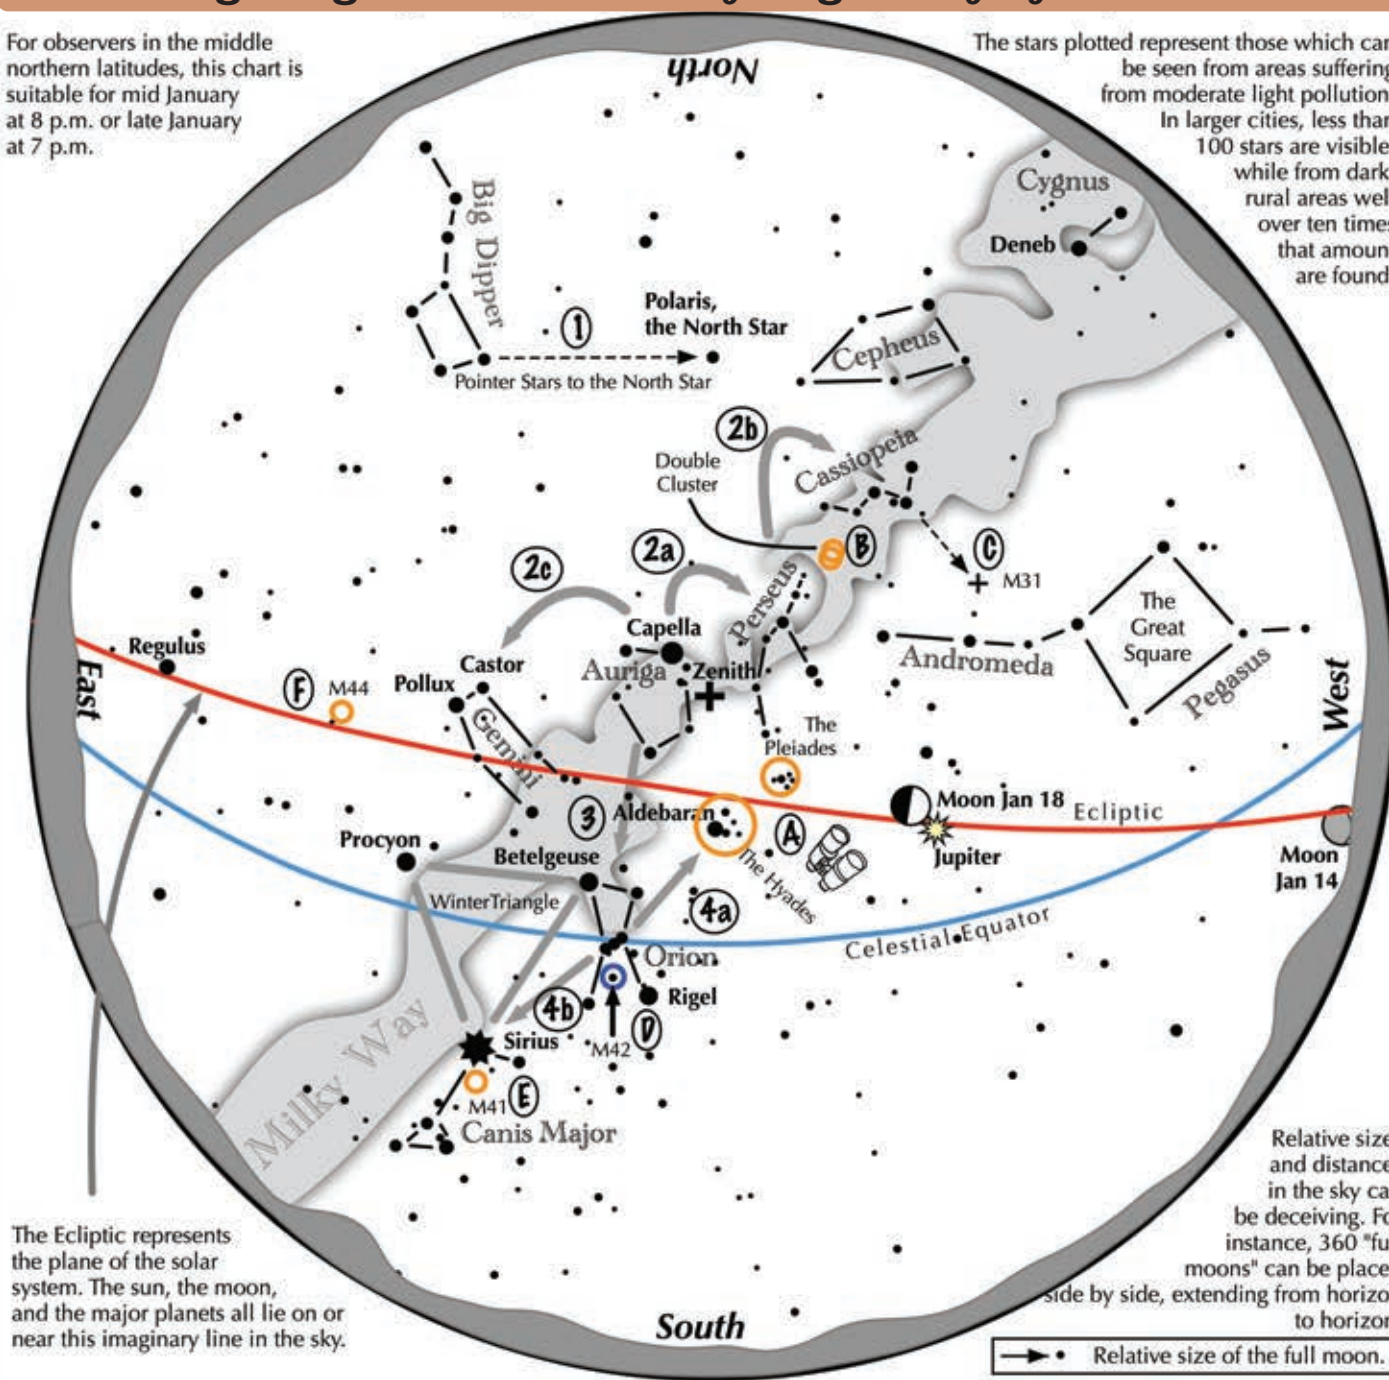 For observers in the middle
northern latitudes, this chart is
suitable for mid January
at 8 p.m. or late January
at 7 p.m.
The stars plotted represent those which can
be seen from areas suffering
from moderate light pollution
In larger cities, less than
100 stars are visible
while from dark
rural areas wel
over ten times
that amoun
are found
North
Big Dipper
Cygnus
Deneb
1
Polaris,
the North Star
Pointer Stars to the North Star
Cepheus
2b
Cassiopeia
Double
Cluster
2a
2c
B
C
M31
Perseus
The
Great
Square
Regulus
Capella
Castor
Auriga
Zenith
Andromeda
Pegasus
East
F
M44
Pollux
Gemini
West
The
Pleiades
3
Aldebaran
A
Moon Jan 18
Ecliptic
Procyon
Betelgeuse
The Hyades
Jupiter
Moon
Jan 14
WinterTriangle
4a
Celestial Equator
Orion
4b
Rigel
D
Sirius
M42
Milky Way
M41
E
Canis Major
South
The Ecliptic represents
the plane of the solar
system. The sun, the moon,
and the major planets all lie on or
near this imaginary line in the sky.
Relative size
and distance
in the sky ca
be deceiving. Fo
instance, 360 "fu
moons" can be place
side by side, extending from horizo
to horizon
Relative size of the full moon.